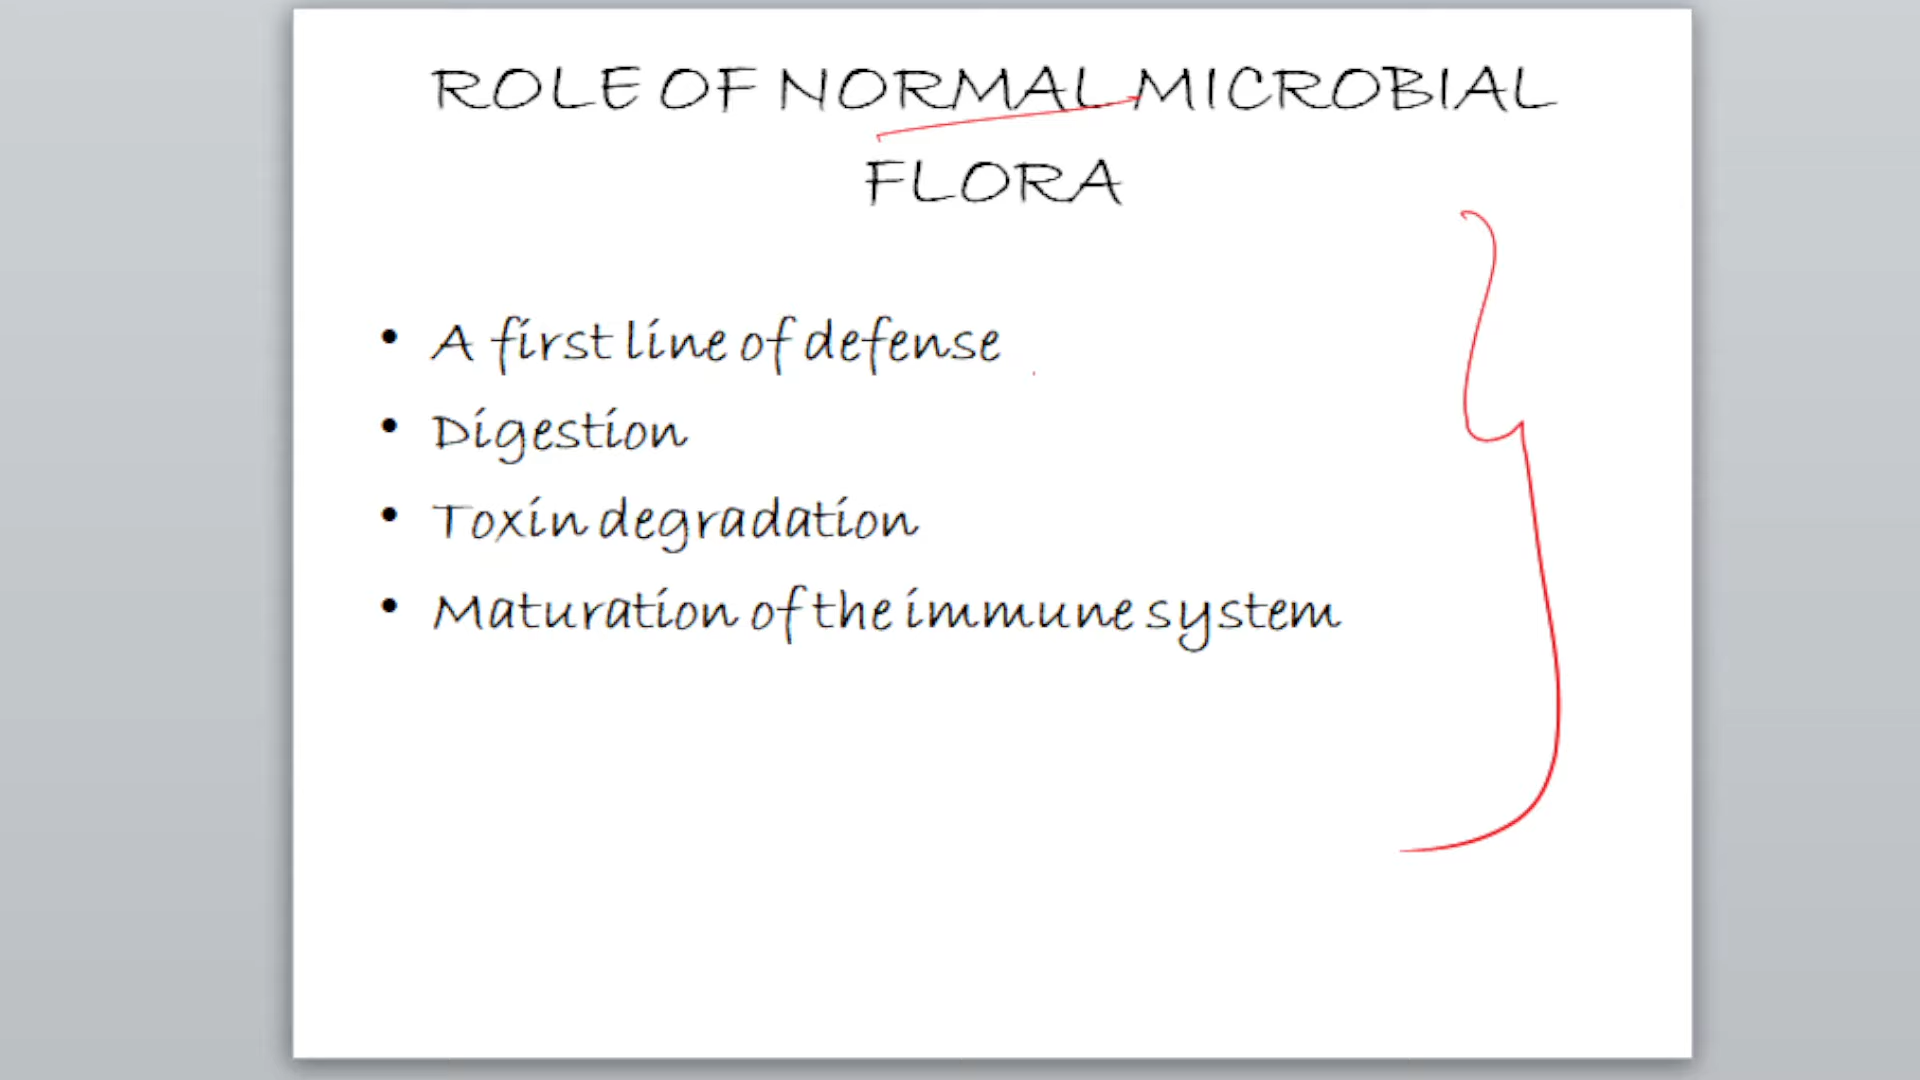 ROLE OF NORMAL MICROBIAL
FLORA
• A first line of defense
• Digestion
• Toxin degradation
• Maturation of the immune system